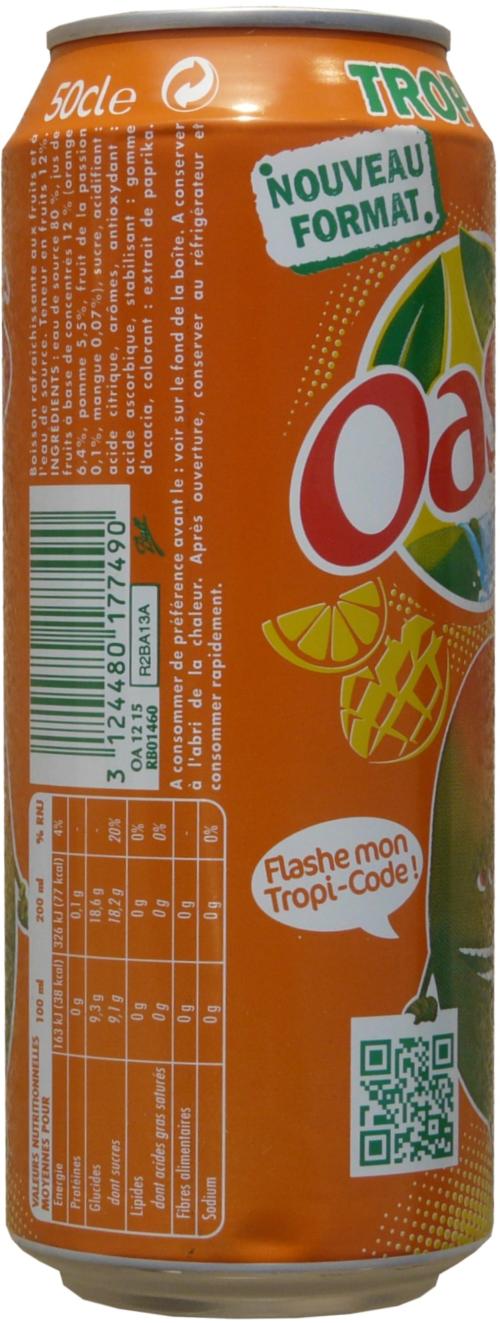 50cl e
TROP
NOUVEAU
FORMAT.
Oas
Boisson rafraîchissante aux fruits et à
l'eau de source. Teneur en fruits 12%.
INGRÉDIENTS : eau de source 80 %, jus de
fruits à base de concentrés 12 % (orange
6,4%, pomme 5,5%, fruit de la passion
0,1%, mangue 0,07%), sucre, acidifiant :
acide citrique, arômes, antioxydant :
acide ascorbique, stabilisant : gomme
d'acacia, colorant : extrait de paprika.
A consommer de préférence avant le : voir sur le fond de la boîte. A conserver
à l'abri de la chaleur. Après ouverture, conserver au réfrigérateur et
consommer rapidement.
3 124480 177490
OA 12 15
RB01460
R2BA13A
Ball
VALEURS NUTRITIONNELLES
MOYENNES POUR 100 ml 200 ml % RNJ
Energie 163 kJ (38 kcal) 326 kJ (77 kcal) 4%
Protéines 0 g 0,1 g -
Glucides 9,3 g 18,6 g -
dont sucres 9,1 g 18,2 g 20%
Lipides 0 g 0 g 0%
dont acides gras saturés 0 g 0 g 0%
Fibres alimentaires 0 g 0 g -
Sodium 0 g 0 g 0%
Flashe mon
Tropi-Code !